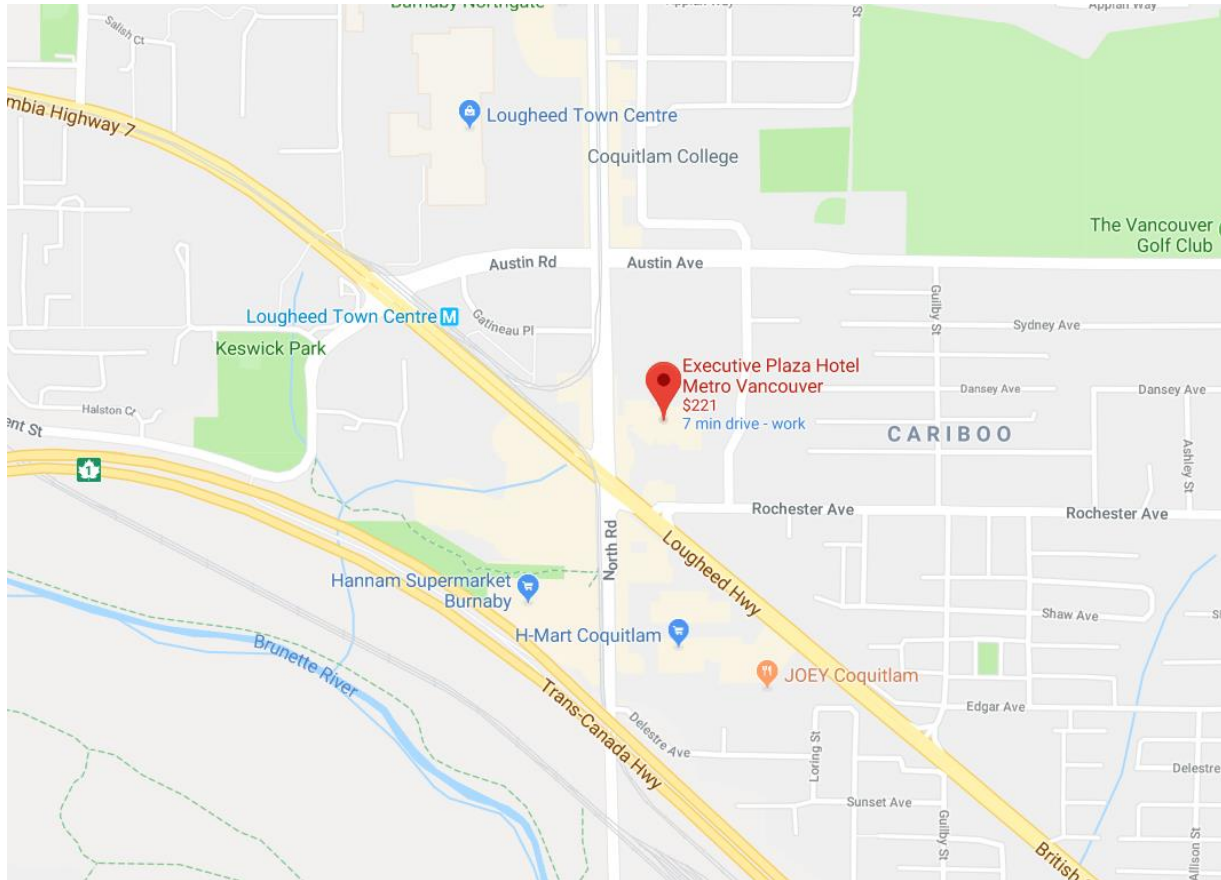 Burnaby Northgate
Appian Way
St
Appian Way
Salish Ct
mbia Highway 7
Lougheed Town Centre
Coquitlam College
The Vancouver
Golf Club
Austin Rd
Austin Ave
Guilby St
Lougheed Town Centre M
Gatineau Pl
Sydney Ave
Keswick Park
Executive Plaza Hotel
Metro Vancouver
$221
7 min drive - work
Dansey Ave
Dansey Ave
Halston Cr
ent St
CARIBOO
Ashley St
1
Rochester Ave
Rochester Ave
North Rd
Lougheed Hwy
Hannam Supermarket
Burnaby
Shaw Ave
H-Mart Coquitlam
Brunette River
JOEY Coquitlam
Trans-Canada Hwy
Edgar Ave
Delestre Ave
Loring St
Delestre
Sunset Ave
Guilby St
Allison St
British